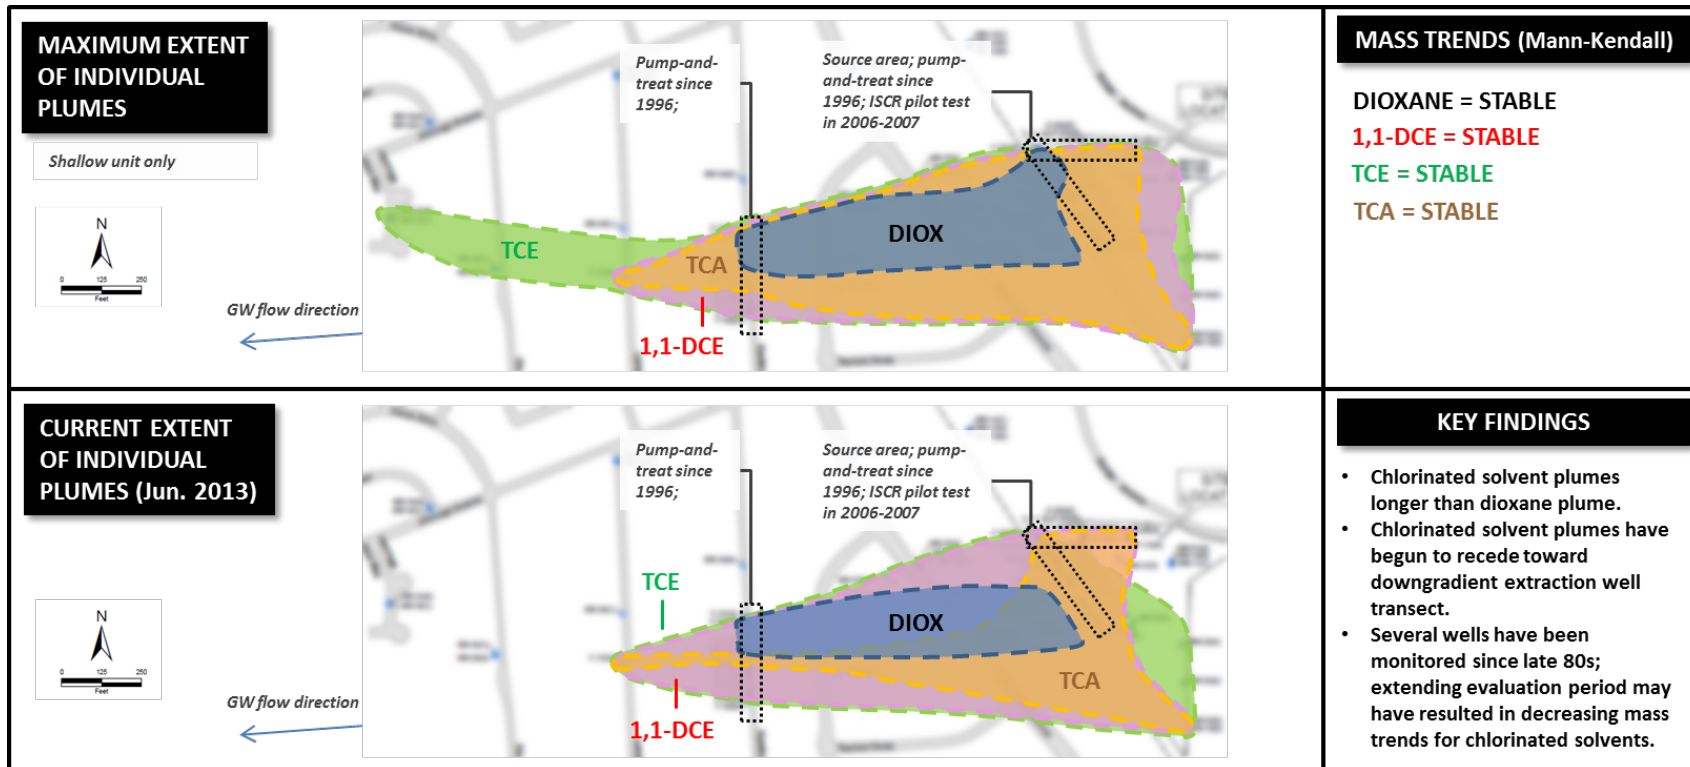 MAXIMUM EXTENT
OF INDIVIDUAL
PLUMES
Shallow unit only
N
0 125 250
Feet
GW flow direction
Pump-and-
treat since
1996;
Source area; pump-
and-treat since
1996; ISCR pilot test
in 2006-2007
TCE
TCA
DIOX
1,1-DCE
MASS TRENDS (Mann-Kendall)
DIOXANE = STABLE
1,1-DCE = STABLE
TCE = STABLE
TCA = STABLE
CURRENT EXTENT
OF INDIVIDUAL
PLUMES (Jun. 2013)
N
0 125 250
Feet
GW flow direction
Pump-and-
treat since
1996;
Source area; pump-
and-treat since
1996; ISCR pilot test
in 2006-2007
TCE
DIOX
TCA
1,1-DCE
KEY FINDINGS
• Chlorinated solvent plumes
longer than dioxane plume.
• Chlorinated solvent plumes have
begun to recede toward
downgradient extraction well
transect.
• Several wells have been
monitored since late 80s;
extending evaluation period may
have resulted in decreasing mass
trends for chlorinated solvents.